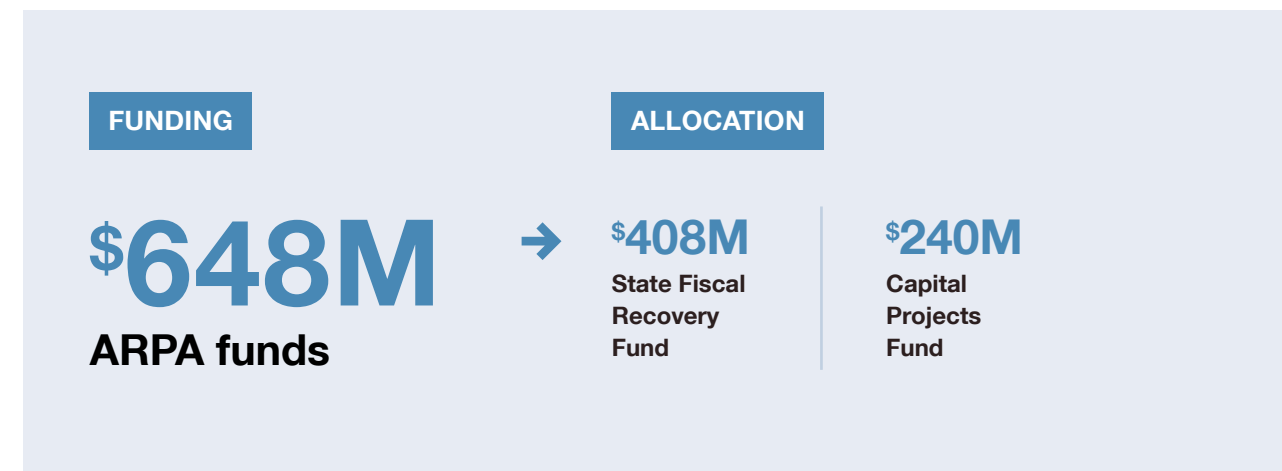 FUNDING
$648M
ARPA funds
ALLOCATION
$408M
State Fiscal
Recovery
Fund
$240M
Capital
Projects
Fund